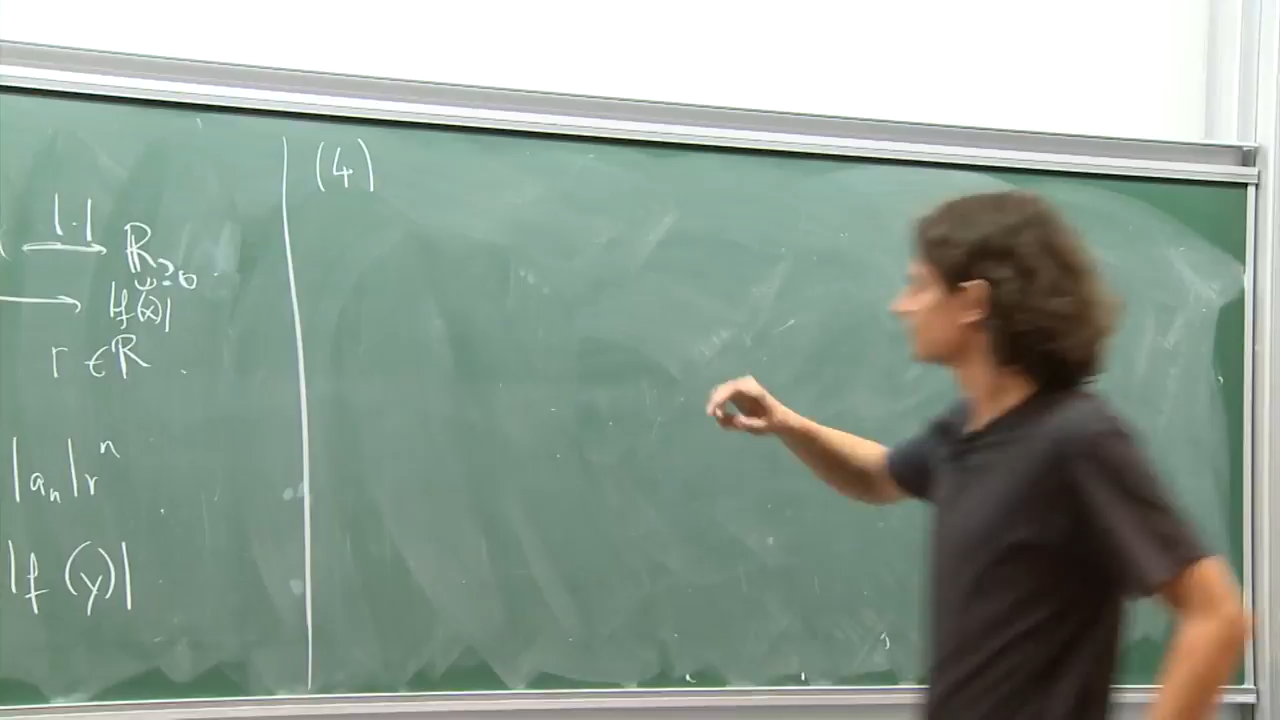 |·|
⟶ ℝ≥0
⟶ |f(x)|
r ∈ ℝ.
|aₙ|rⁿ
|f(y)|
(4)